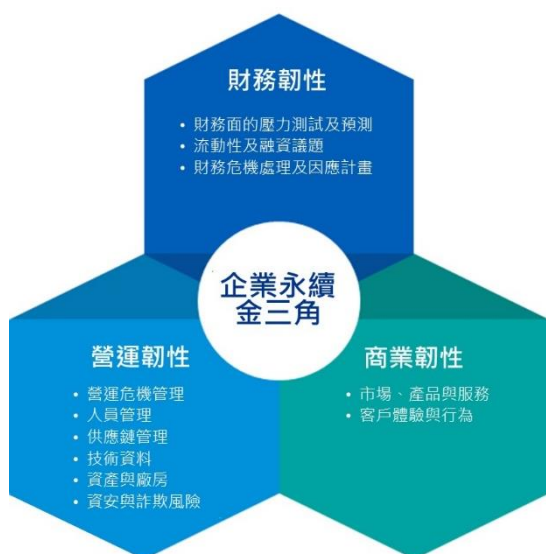 財務韌性
• 財務面的壓力測試及預測
• 流動性及融資議題
• 財務危機處理及因應計畫
企業永續
金三角
營運韌性
• 營運危機管理
• 人員管理
• 供應鏈管理
• 技術資料
• 資產與廠房
• 資安與詐欺風險
商業韌性
• 市場、產品與服務
• 客戶體驗與行為